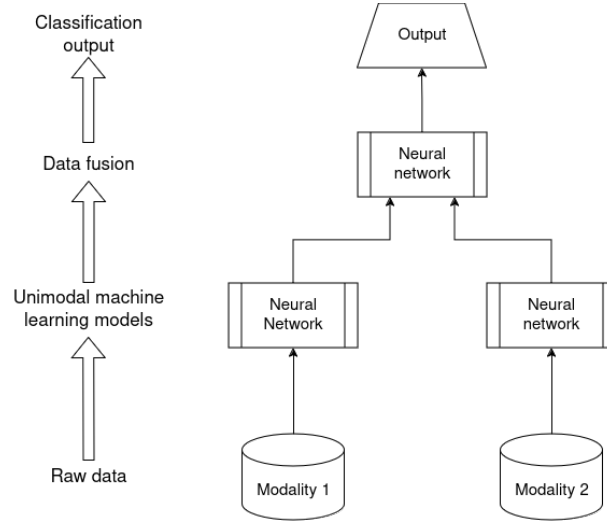 Classification
output
Data fusion
Unimodal machine
learning models
Raw data
Output
Neural
network
Neural
Network
Neural
network
Modality 1
Modality 2